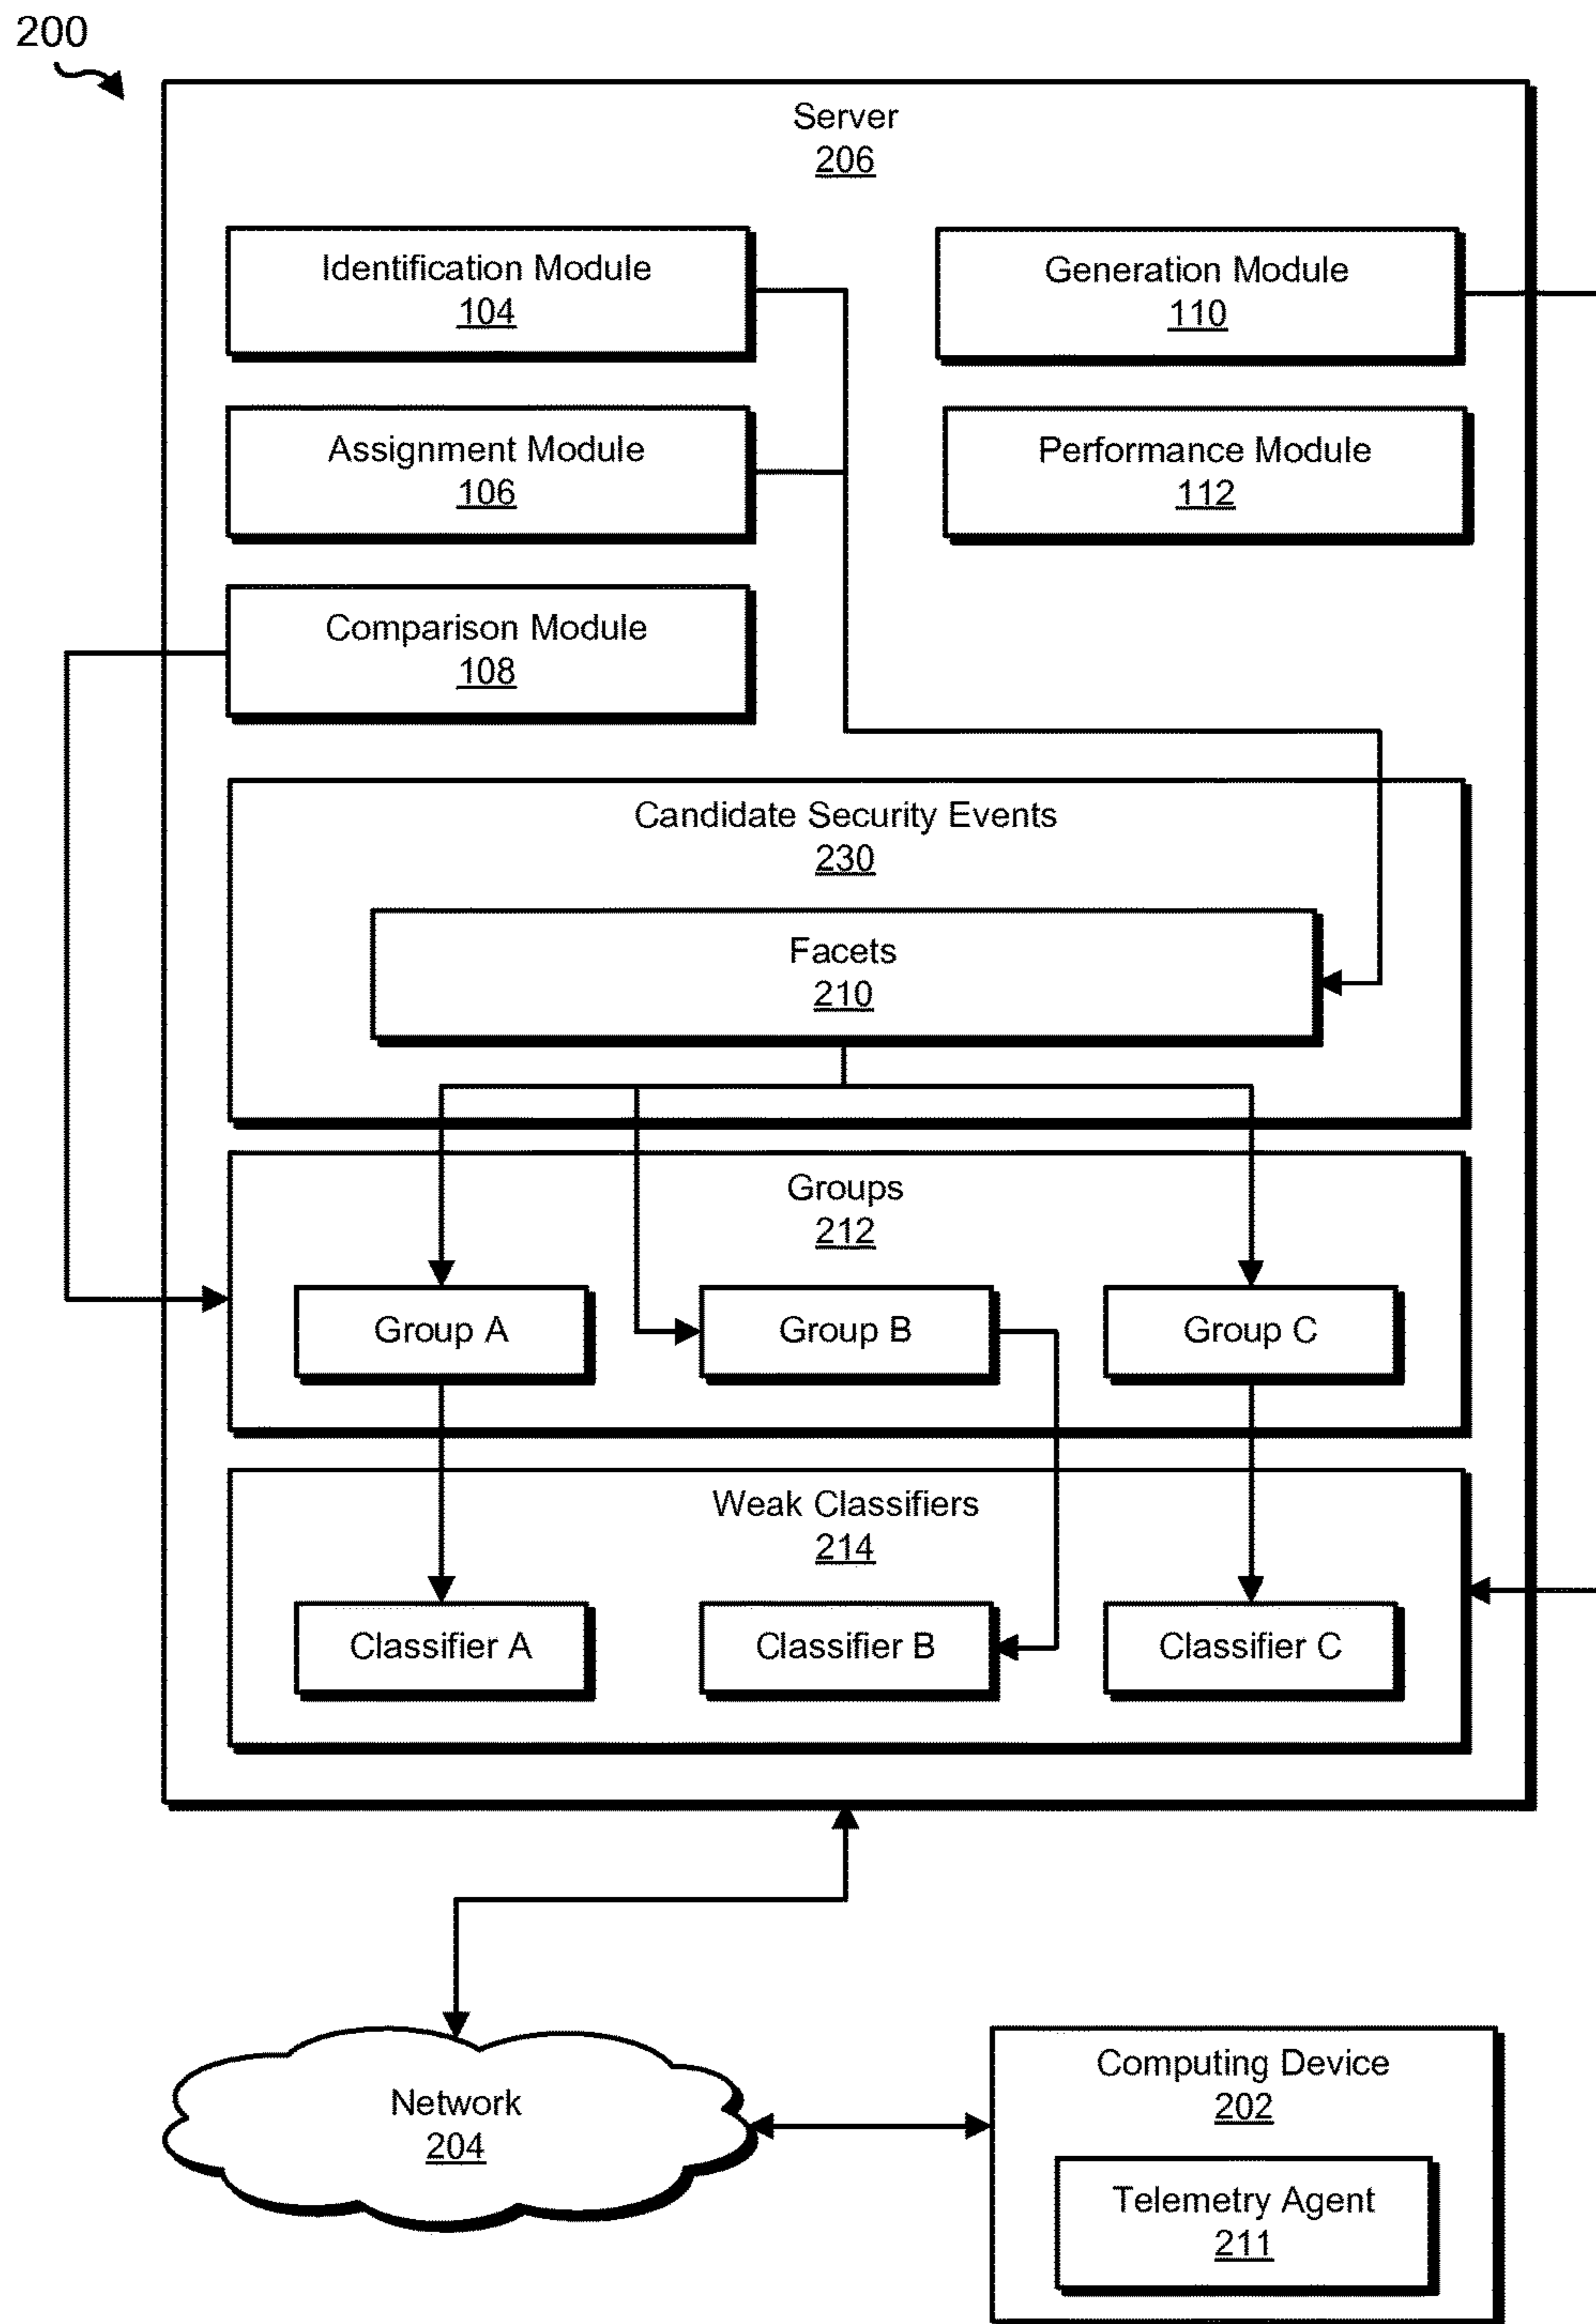 200
Server
206
Identification Module
104
Generation Module
110
Assignment Module
106
Performance Module
112
Comparison Module
108
Candidate Security Events
230
Facets
210
Groups
212
Group A
Group B
Group C
Weak Classifiers
214
Classifier A
Classifier B
Classifier C
Network
204
Computing Device
202
Telemetry Agent
211